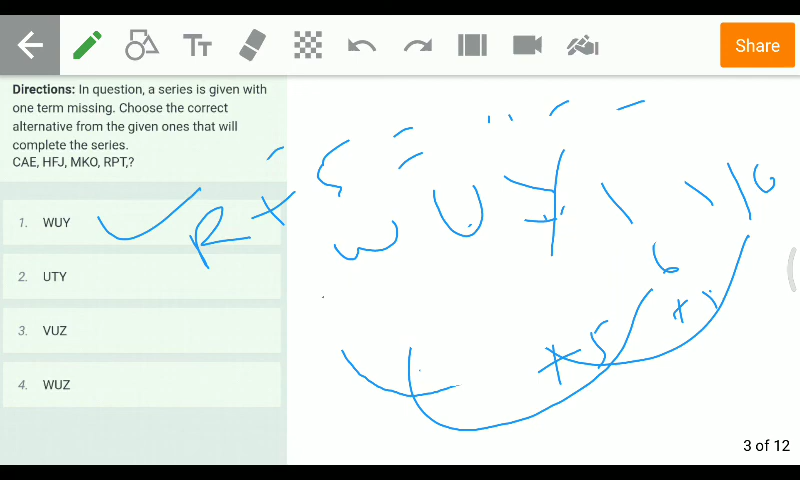 Share
Directions: In question, a series is given with
one term missing. Choose the correct
alternative from the given ones that will
complete the series.
CAE, HFJ, MKO, RPT,?
1. WUY
2. UTY
3. VUZ
4. WUZ
R
W U Y
+5
3 of 12